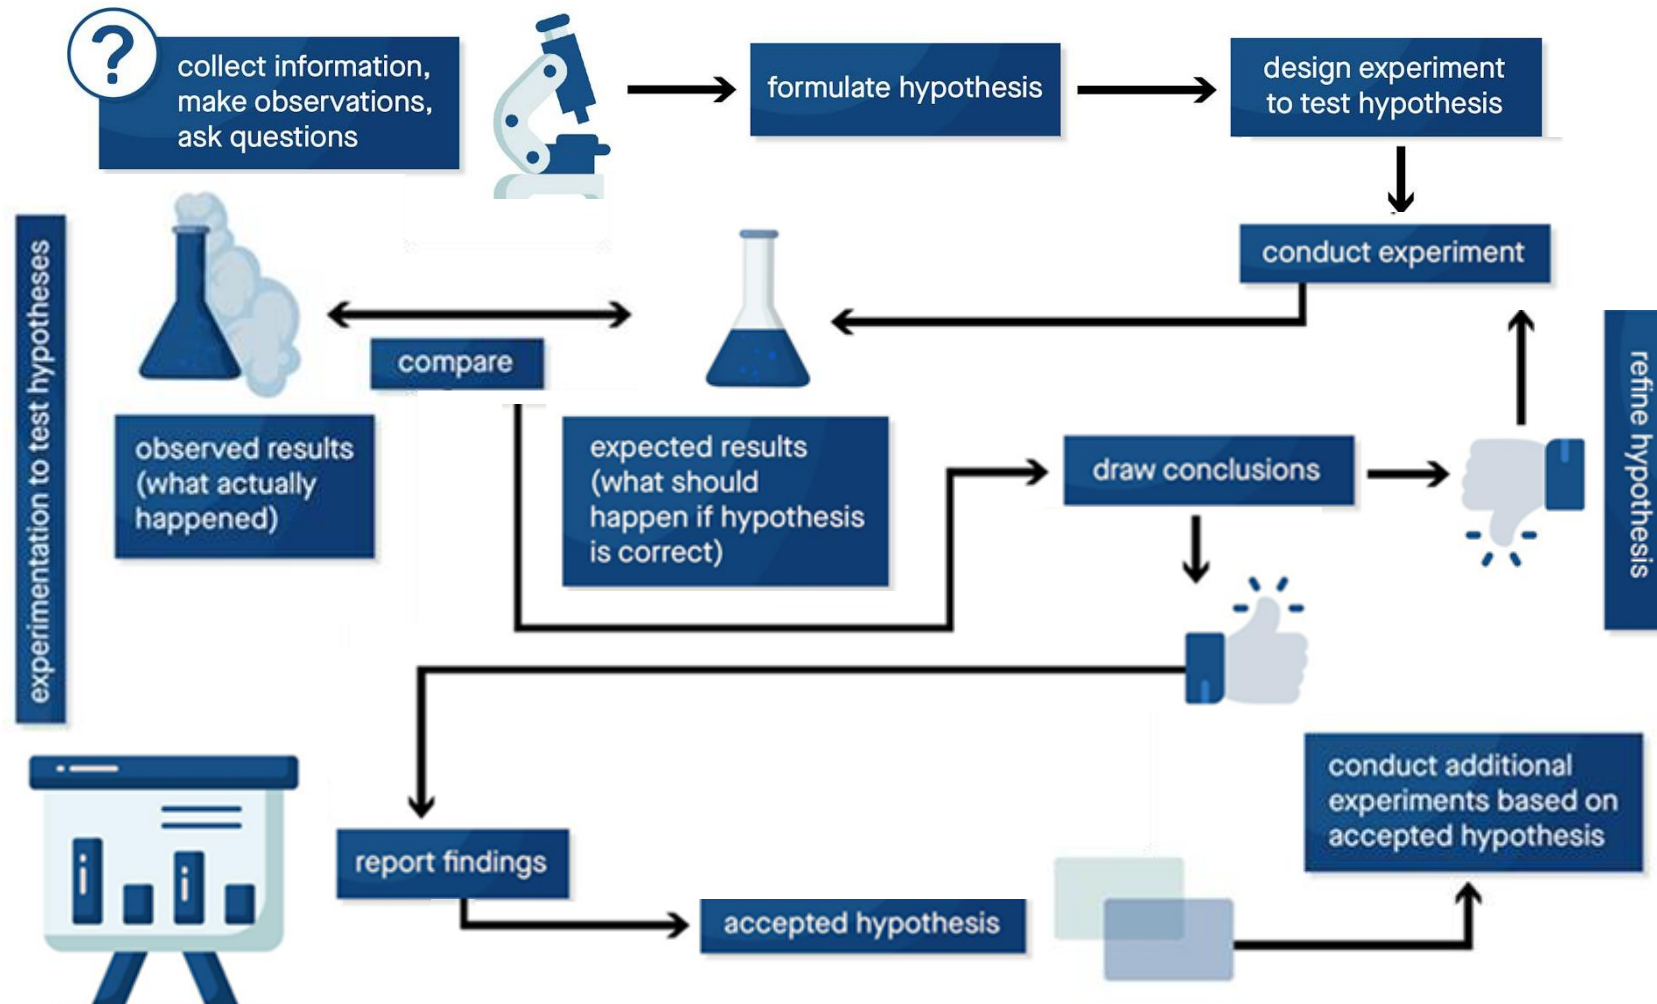 ?
collect information,
make observations,
ask questions
formulate hypothesis
design experiment
to test hypothesis
conduct experiment
experimentation to test hypotheses
compare
observed results
(what actually
happened)
expected results
(what should
happen if hypothesis
is correct)
draw conclusions
refine hypothesis
report findings
accepted hypothesis
conduct additional
experiments based on
accepted hypothesis